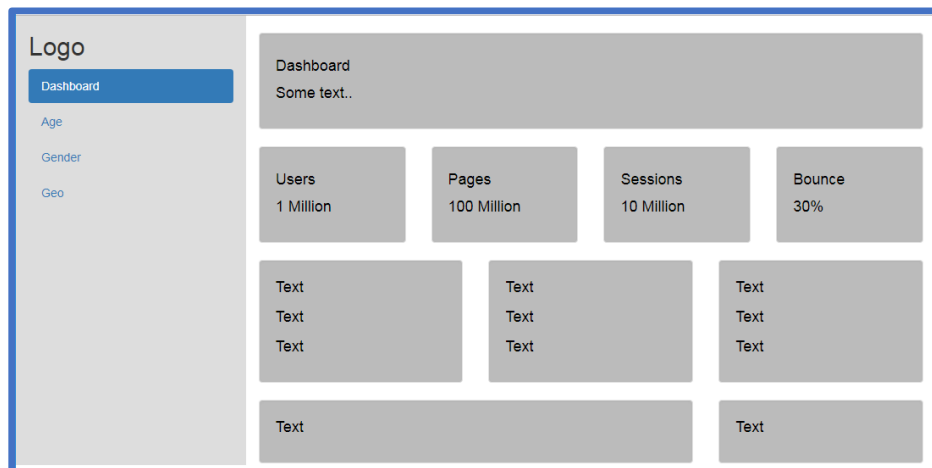 Logo
Dashboard
Age
Gender
Geo
Dashboard
Some text..
Users
1 Million
Pages
100 Million
Sessions
10 Million
Bounce
30%
Text
Text
Text
Text
Text
Text
Text
Text
Text
Text
Text